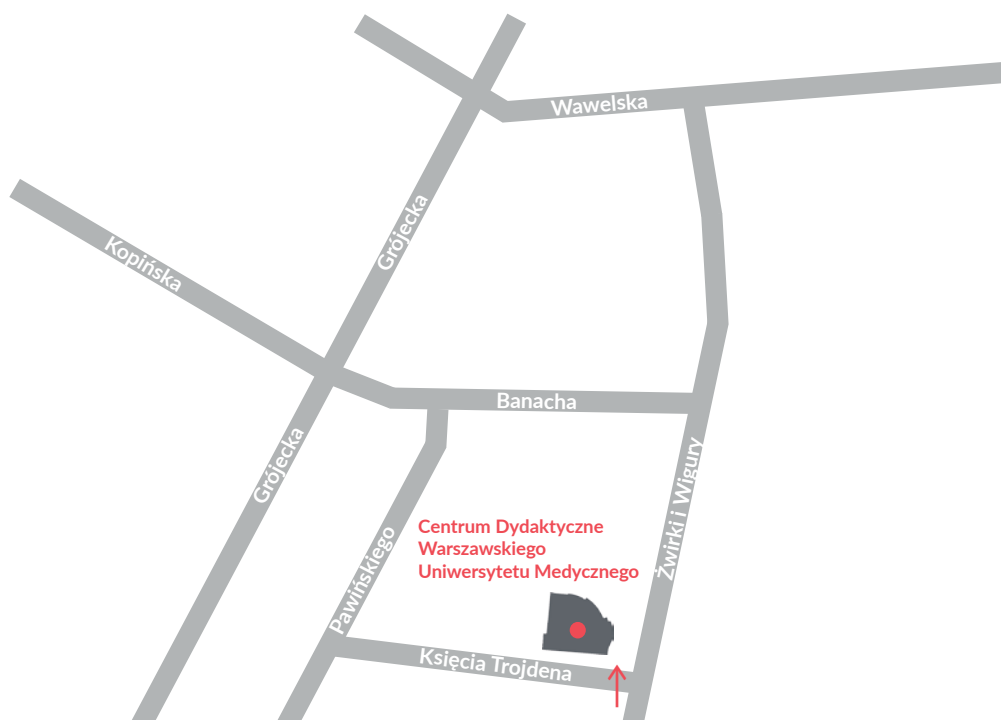 Wawelska
Grójecka
Kopińska
Banacha
Grójecka
Żwirki i Wigury
Centrum Dydaktyczne
Warszawskiego
Uniwersytetu Medycznego
Pawińskiego
Księcia Trojdena